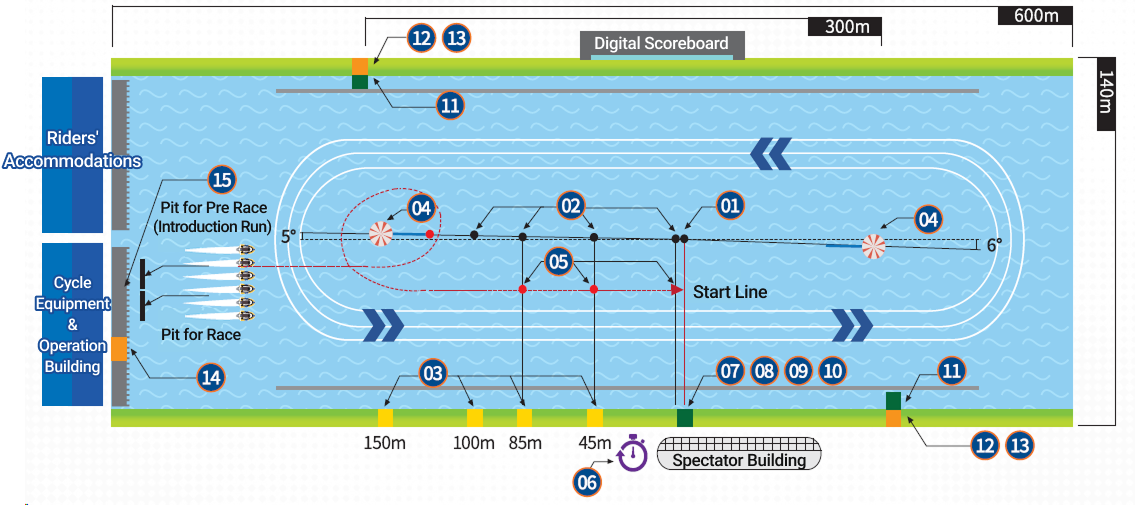 600m
300m
12 13
Digital Scoreboard
140m
11
Riders'
Accommodations
15
Pit for Pre Race
(Introduction Run)
04
02
01
04
5°
6°
05
Start Line
Cycle
Equipment
&
Operation
Building
Pit for Race
14
03
07 08 09 10
11
150m
100m
85m
45m
12 13
Spectator Building
06